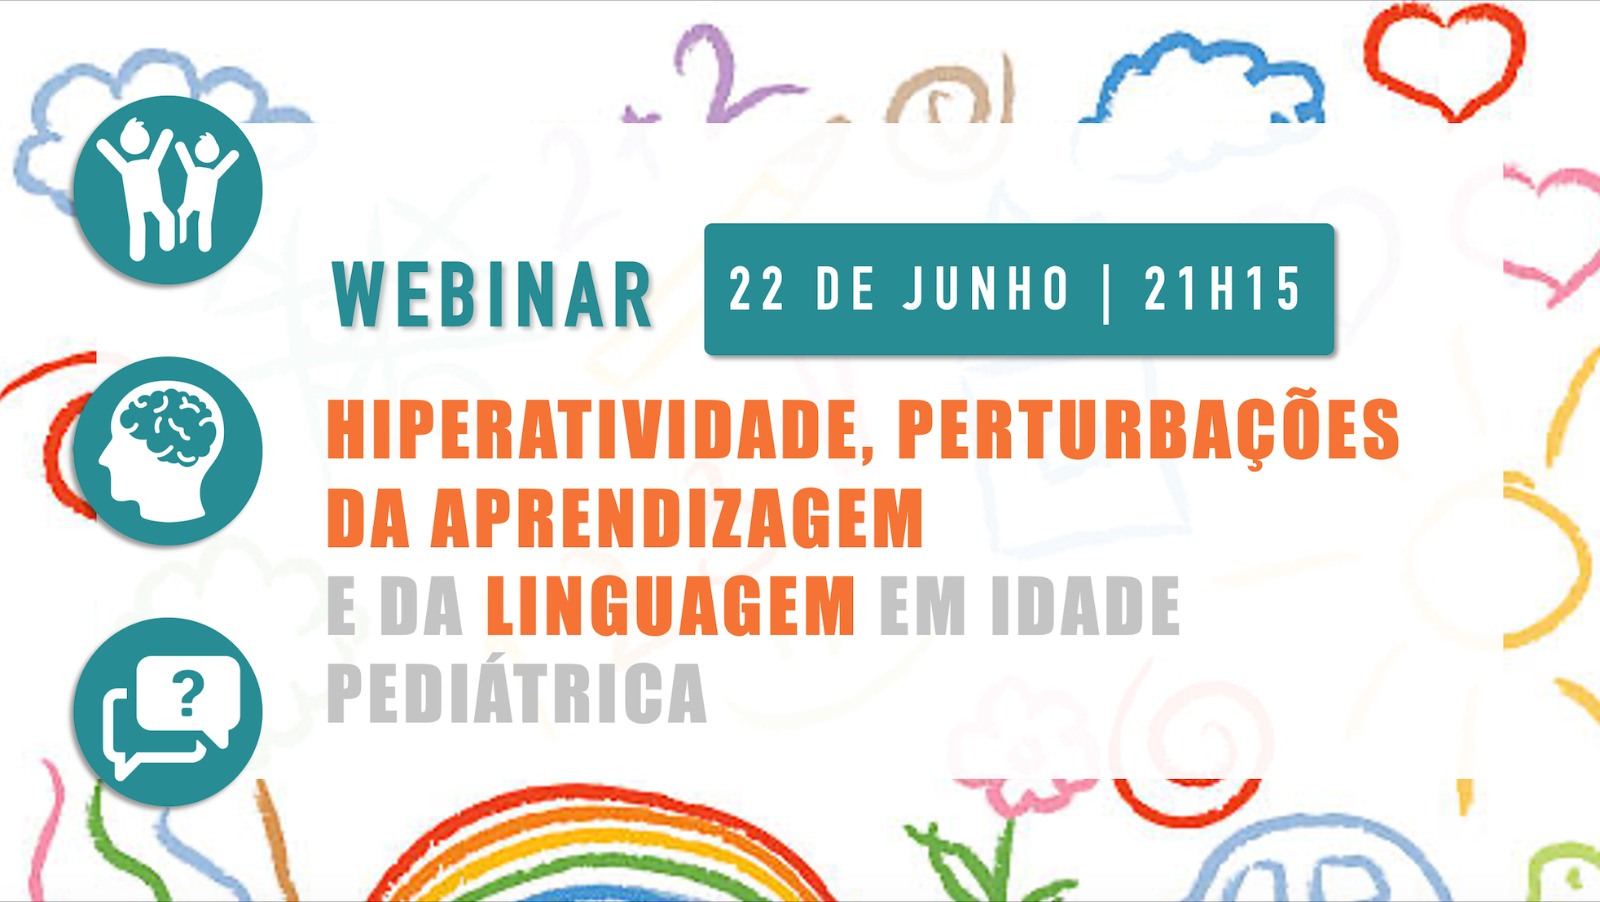 WEBINAR
22 DE JUNHO | 21H15
HIPERATIVIDADE, PERTURBAÇÕES
DA APRENDIZAGEM
E DA LINGUAGEM EM IDADE
PEDIÁTRICA
?